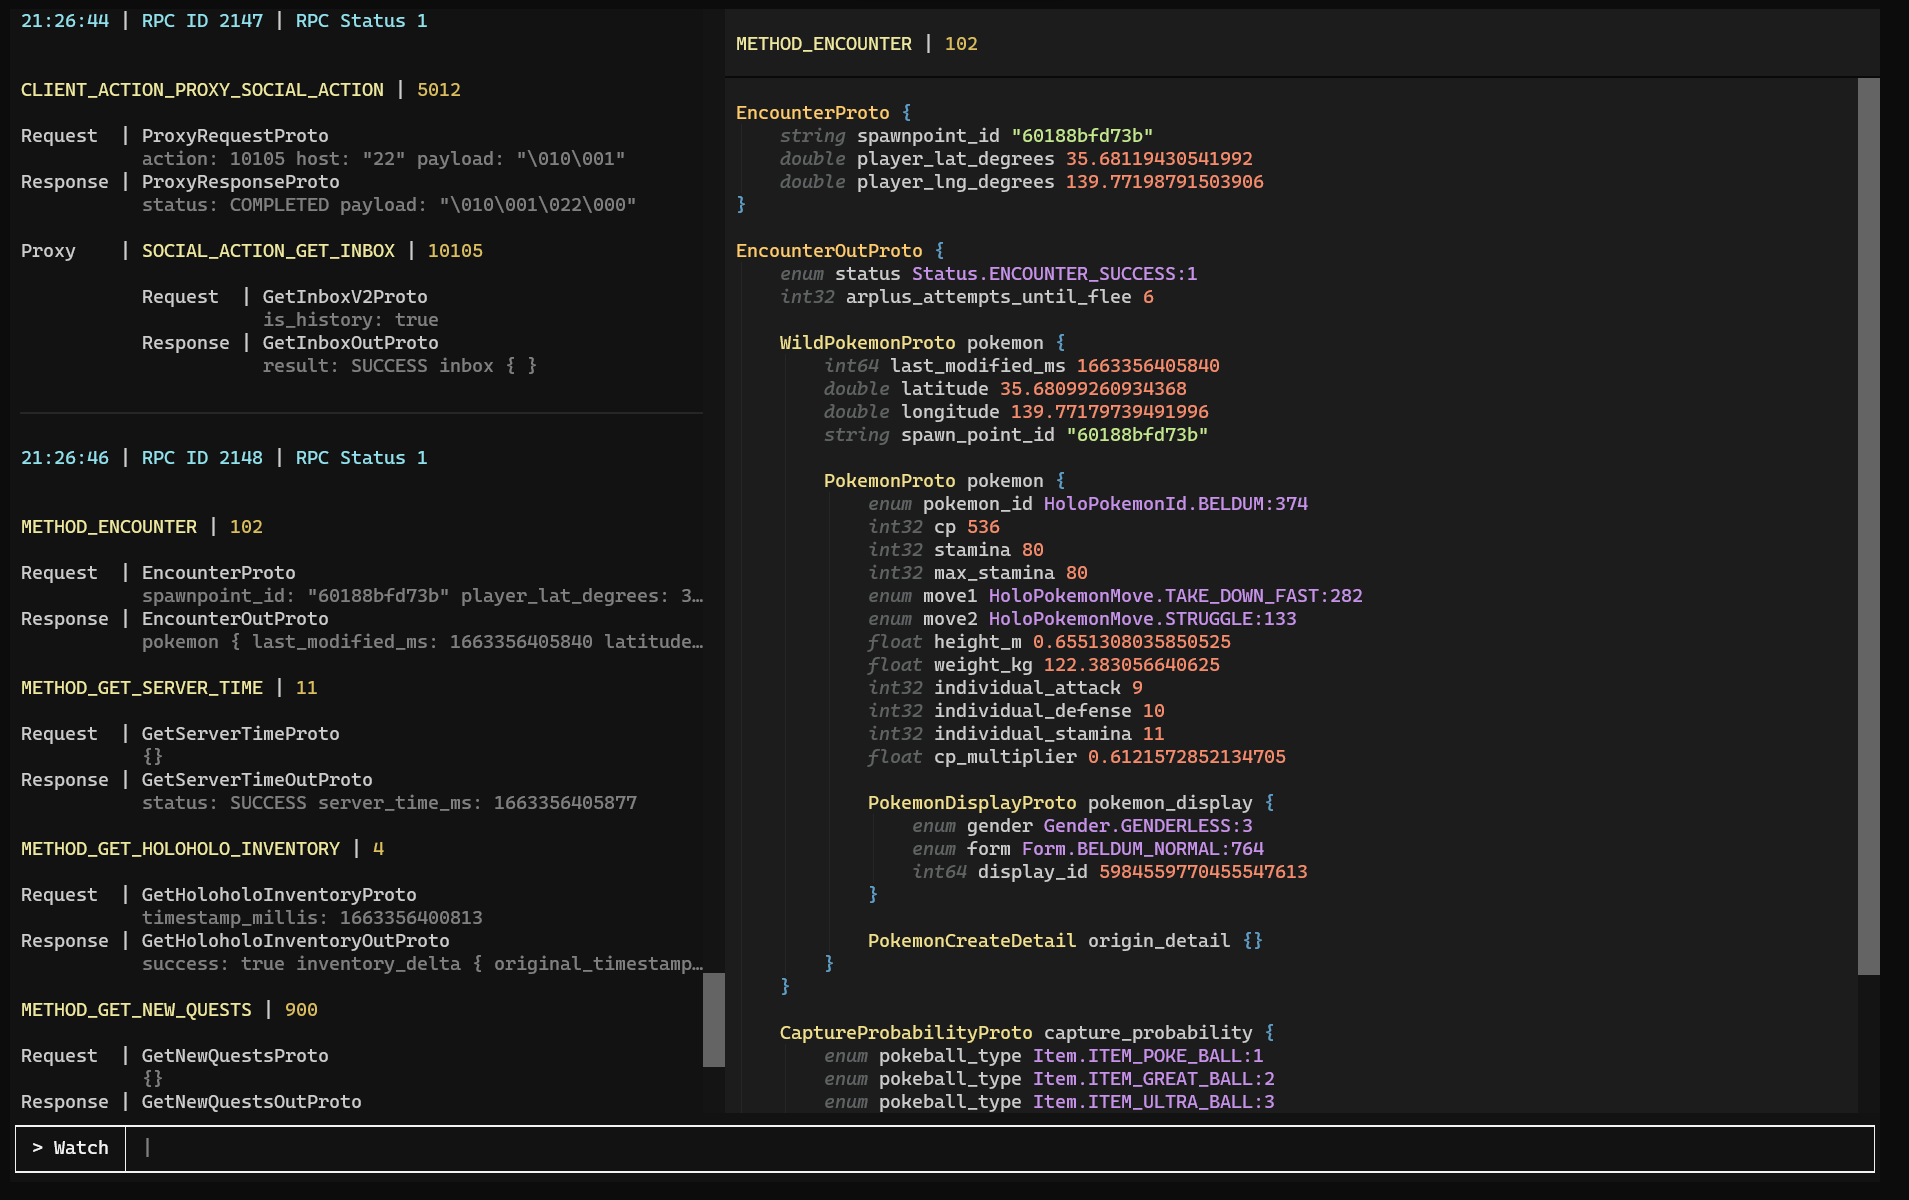 21:26:44 | RPC ID 2147 | RPC Status 1
CLIENT_ACTION_PROXY_SOCIAL_ACTION | 5012
Request  | ProxyRequestProto
action: 10105 host: "22" payload: "\010\001"
Response | ProxyResponseProto
status: COMPLETED payload: "\010\001\022\000"
Proxy    | SOCIAL_ACTION_GET_INBOX | 10105
Request  | GetInboxV2Proto
is_history: true
Response | GetInboxOutProto
result: SUCCESS inbox { }
21:26:46 | RPC ID 2148 | RPC Status 1
METHOD_ENCOUNTER | 102
Request  | EncounterProto
spawnpoint_id: "60188bfd73b" player_lat_degrees: 3…
Response | EncounterOutProto
pokemon { last_modified_ms: 1663356405840 latitude…
METHOD_GET_SERVER_TIME | 11
Request  | GetServerTimeProto
{}
Response | GetServerTimeOutProto
status: SUCCESS server_time_ms: 1663356405877
METHOD_GET_HOLOHOLO_INVENTORY | 4
Request  | GetHoloholoInventoryProto
timestamp_millis: 1663356400813
Response | GetHoloholoInventoryOutProto
success: true inventory_delta { original_timestamp…
METHOD_GET_NEW_QUESTS | 900
Request  | GetNewQuestsProto
{}
Response | GetNewQuestsOutProto
METHOD_ENCOUNTER | 102
EncounterProto {
string spawnpoint_id "60188bfd73b"
double player_lat_degrees 35.68119430541992
double player_lng_degrees 139.77198791503906
}
EncounterOutProto {
enum status Status.ENCOUNTER_SUCCESS:1
int32 arplus_attempts_until_flee 6
WildPokemonProto pokemon {
int64 last_modified_ms 1663356405840
double latitude 35.68099260934368
double longitude 139.77179739491996
string spawn_point_id "60188bfd73b"
PokemonProto pokemon {
enum pokemon_id HoloPokemonId.BELDUM:374
int32 cp 536
int32 stamina 80
int32 max_stamina 80
enum move1 HoloPokemonMove.TAKE_DOWN_FAST:282
enum move2 HoloPokemonMove.STRUGGLE:133
float height_m 0.6551308035850525
float weight_kg 122.383056640625
int32 individual_attack 9
int32 individual_defense 10
int32 individual_stamina 11
float cp_multiplier 0.6121572852134705
PokemonDisplayProto pokemon_display {
enum gender Gender.GENDERLESS:3
enum form Form.BELDUM_NORMAL:764
int64 display_id 5984559770455547613
}
PokemonCreateDetail origin_detail {}
}
}
CaptureProbabilityProto capture_probability {
enum pokeball_type Item.ITEM_POKE_BALL:1
enum pokeball_type Item.ITEM_GREAT_BALL:2
enum pokeball_type Item.ITEM_ULTRA_BALL:3
> Watch